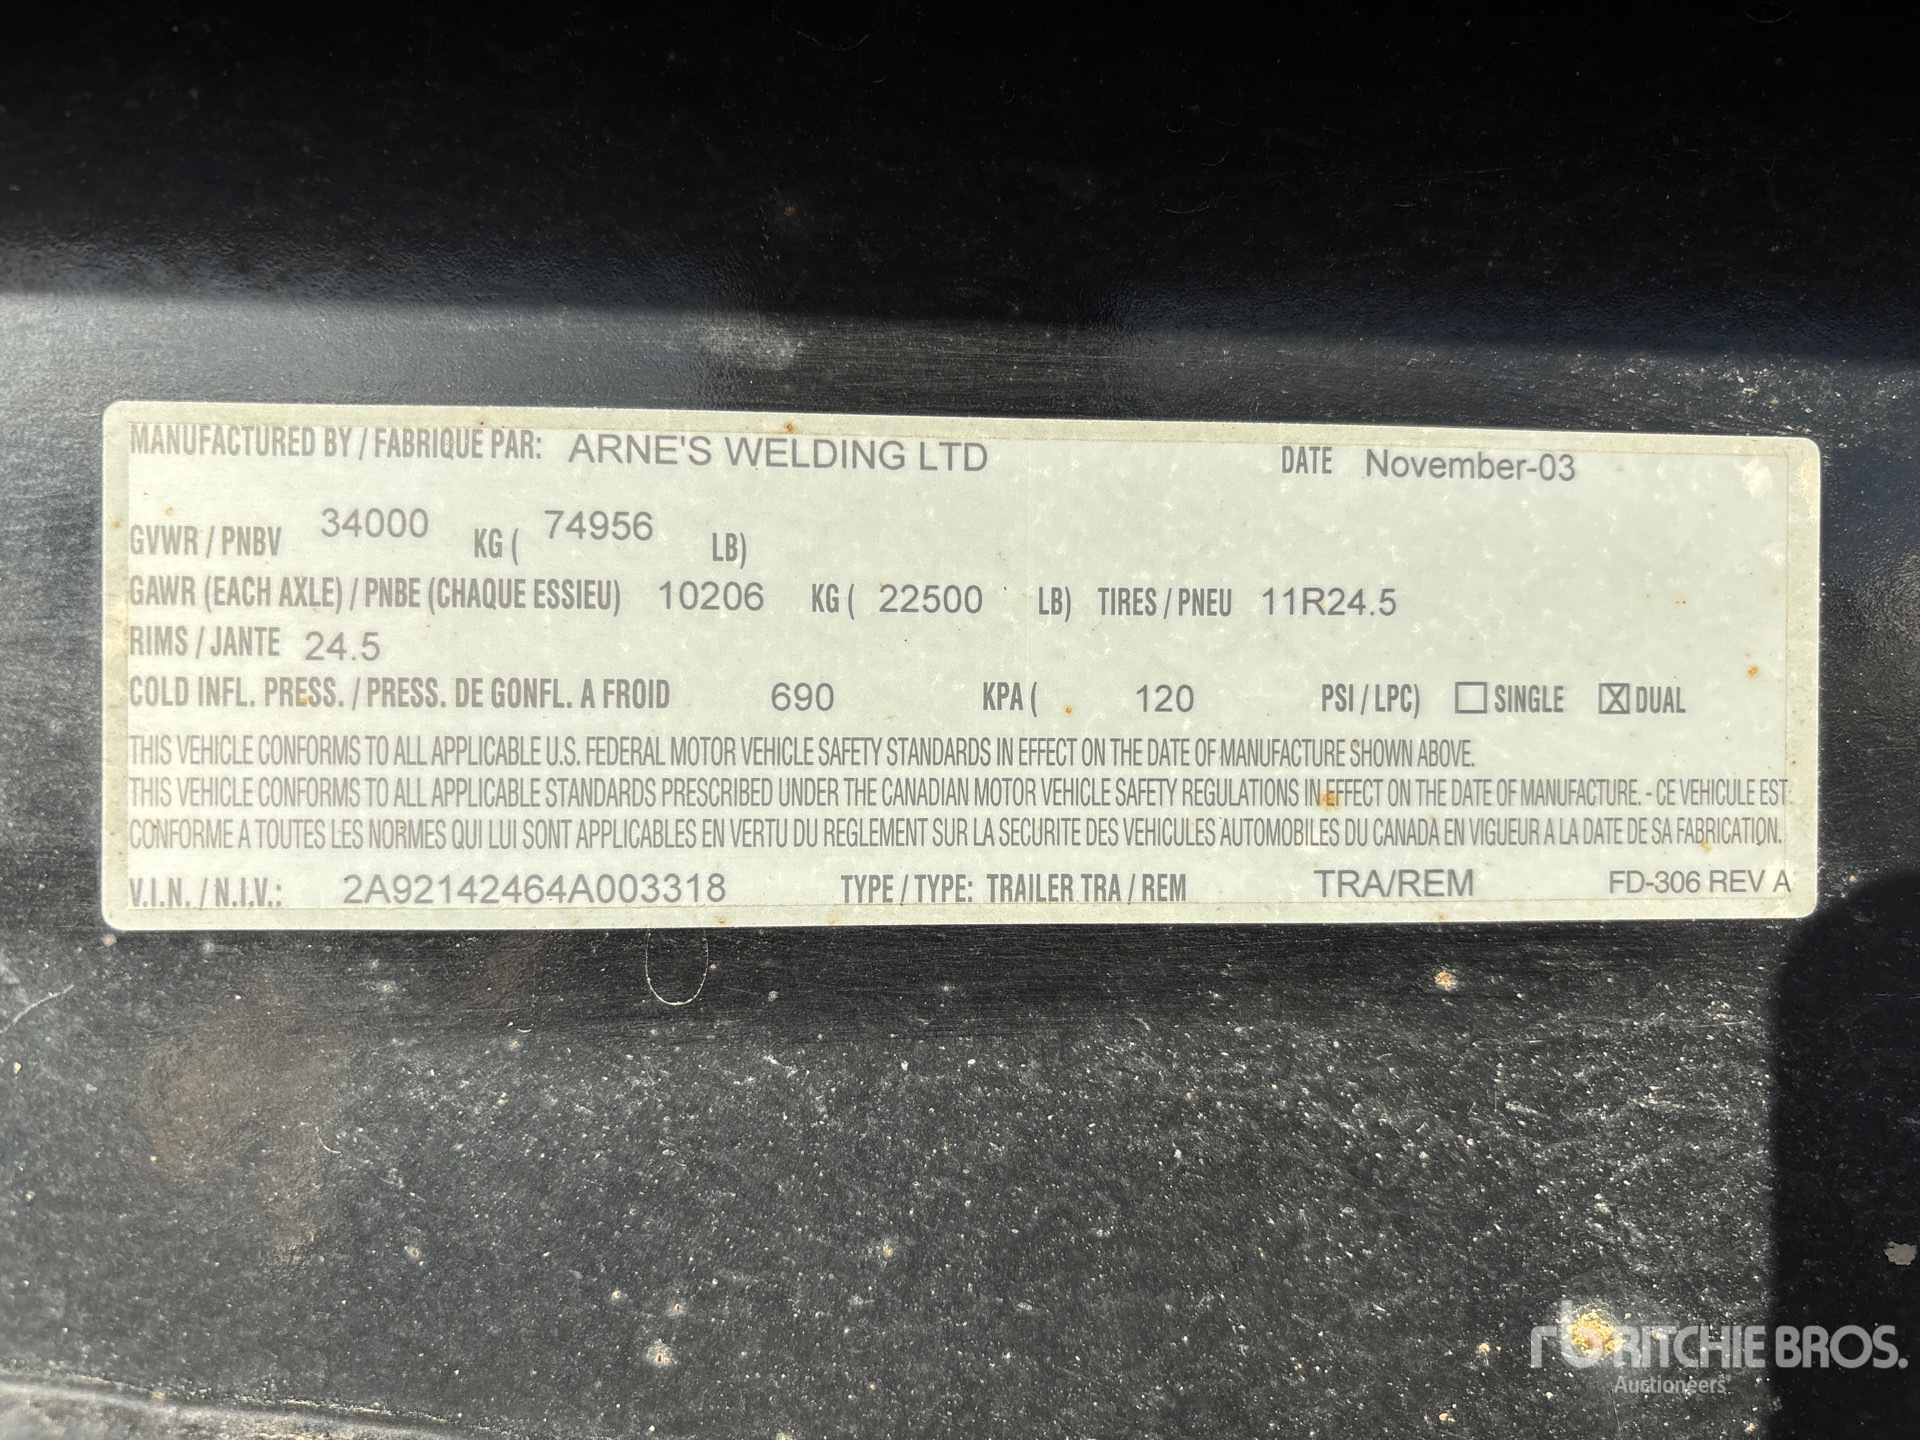 MANUFACTURED BY / FABRIQUE PAR: ARNE'S WELDING LTD DATE November-03
GVWR / PNBV 34000 KG ( 74956 LB)
GAWR (EACH AXLE) / PNBE (CHAQUE ESSIEU) 10206 KG ( 22500 LB) TIRES / PNEU 11R24.5
RIMS / JANTE 24.5
COLD INFL. PRESS. / PRESS. DE GONFL. A FROID 690 KPA ( 120 PSI / LPC) ☐ SINGLE ☒ DUAL
THIS VEHICLE CONFORMS TO ALL APPLICABLE U.S. FEDERAL MOTOR VEHICLE SAFETY STANDARDS IN EFFECT ON THE DATE OF MANUFACTURE SHOWN ABOVE.
THIS VEHICLE CONFORMS TO ALL APPLICABLE STANDARDS PRESCRIBED UNDER THE CANADIAN MOTOR VEHICLE SAFETY REGULATIONS IN EFFECT ON THE DATE OF MANUFACTURE. - CE VEHICULE EST
CONFORME A TOUTES LES NORMES QUI LUI SONT APPLICABLES EN VERTU DU REGLEMENT SUR LA SECURITE DES VEHICULES AUTOMOBILES DU CANADA EN VIGUEUR A LA DATE DE SA FABRICATION.
V.I.N. / N.I.V.: 2A92142464A003318 TYPE / TYPE: TRAILER TRA / REM TRA/REM FD-306 REV A
rb RITCHIE BROS.
Auctioneers